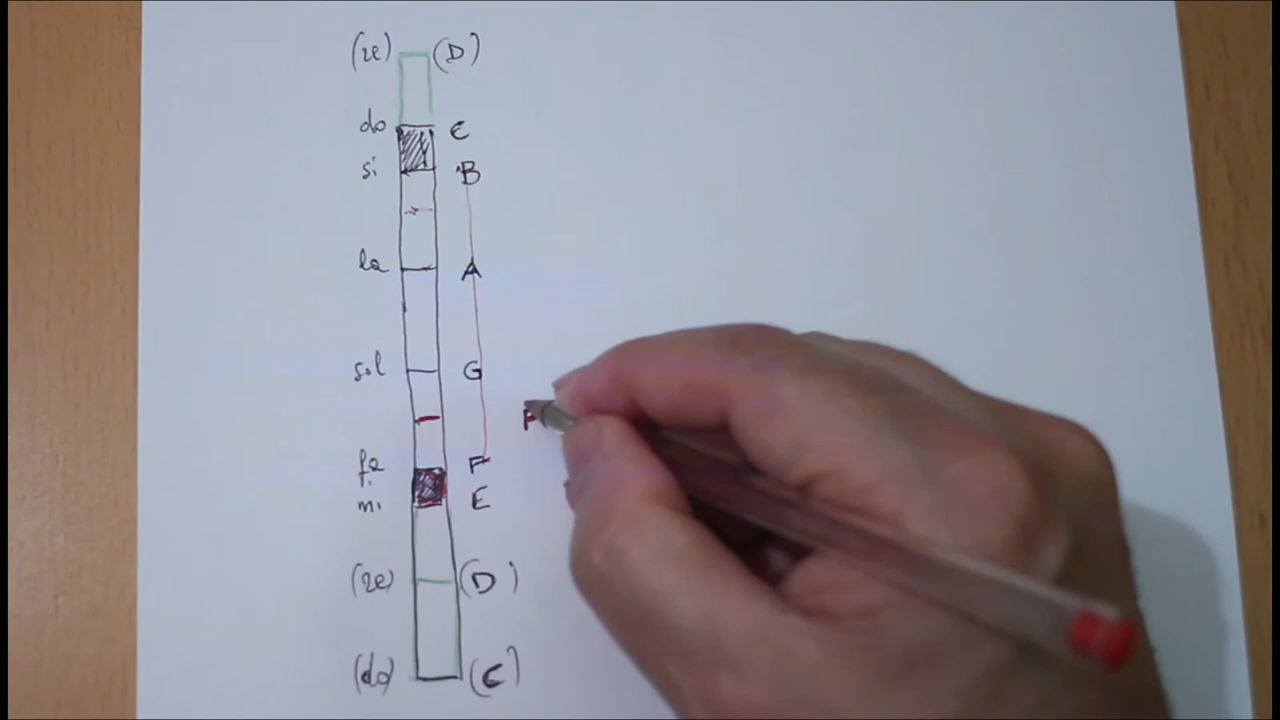 (re) (D)
do C
si B
la A
sol G
F
fa F
mi E
(re) (D)
(do) (C)